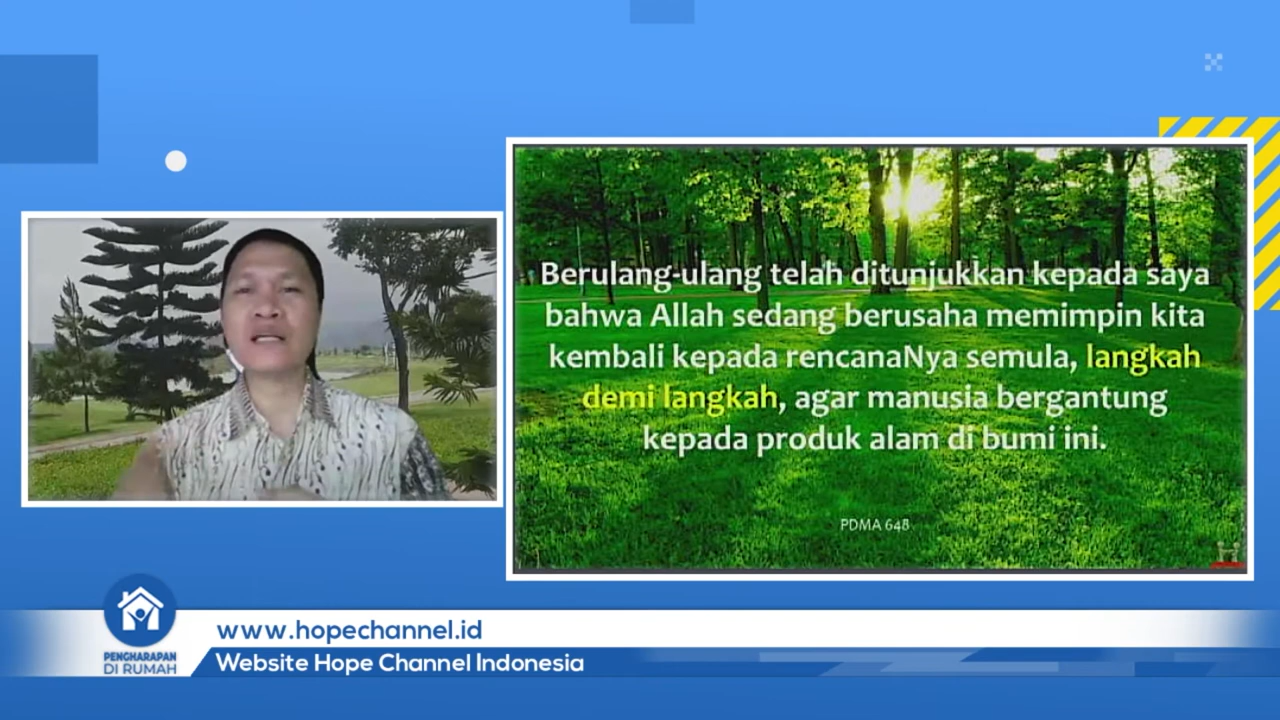 Berulang-ulang telah ditunjukkan kepada saya
bahwa Allah sedang berusaha memimpin kita
kembali kepada rencanaNya semula, langkah
demi langkah, agar manusia bergantung
kepada produk alam di bumi ini.
PDMA 648
PENGHARAPAN
DI RUMAH
www.hopechannel.id
Website Hope Channel Indonesia